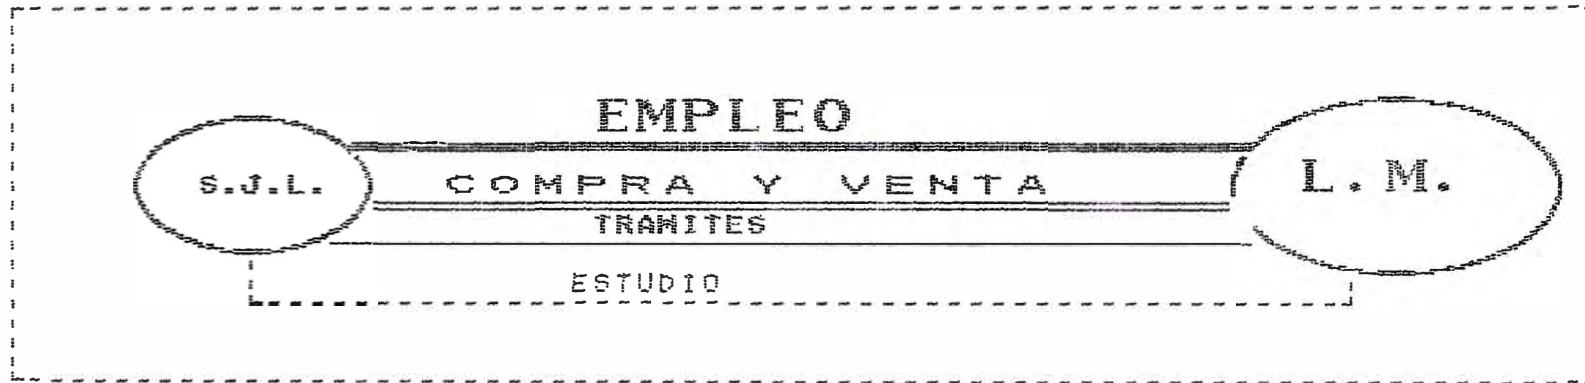 EMPLEO
S.J.L.
COMPRA Y VENTA
L. M.
TRAMITES
ESTUDIO